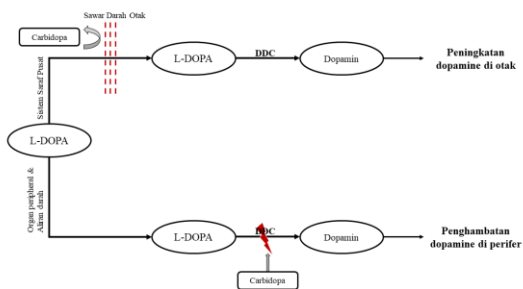 Sawar Darah Otak
Carbidopa
Sistem Saraf Pusat
L-DOPA
DDC
Dopamin
Peningkatan
dopamine di otak
L-DOPA
Organ peripheral &
Aliran darah
L-DOPA
DDC
Dopamin
Penghambatan
dopamine di perifer
Carbidopa